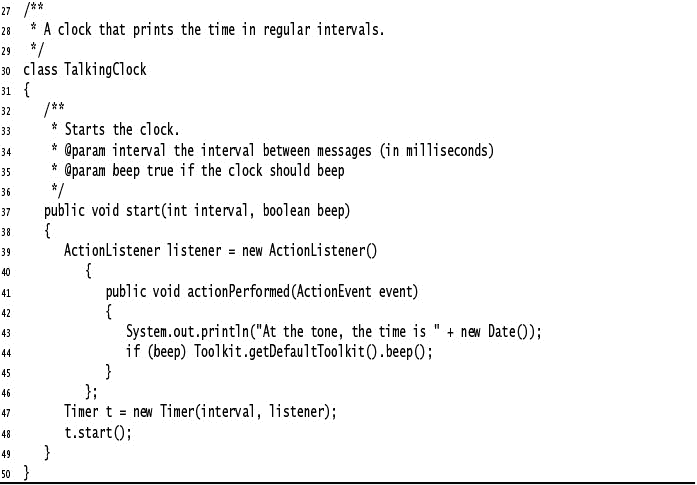 27 /**
28  * A clock that prints the time in regular intervals.
29  */
30 class TalkingClock
31 {
32    /**
33     * Starts the clock.
34     * @param interval the interval between messages (in milliseconds)
35     * @param beep true if the clock should beep
36     */
37    public void start(int interval, boolean beep)
38    {
39       ActionListener listener = new ActionListener()
40          {
41             public void actionPerformed(ActionEvent event)
42             {
43                System.out.println("At the tone, the time is " + new Date());
44                if (beep) Toolkit.getDefaultToolkit().beep();
45             }
46          };
47       Timer t = new Timer(interval, listener);
48       t.start();
49    }
50 }